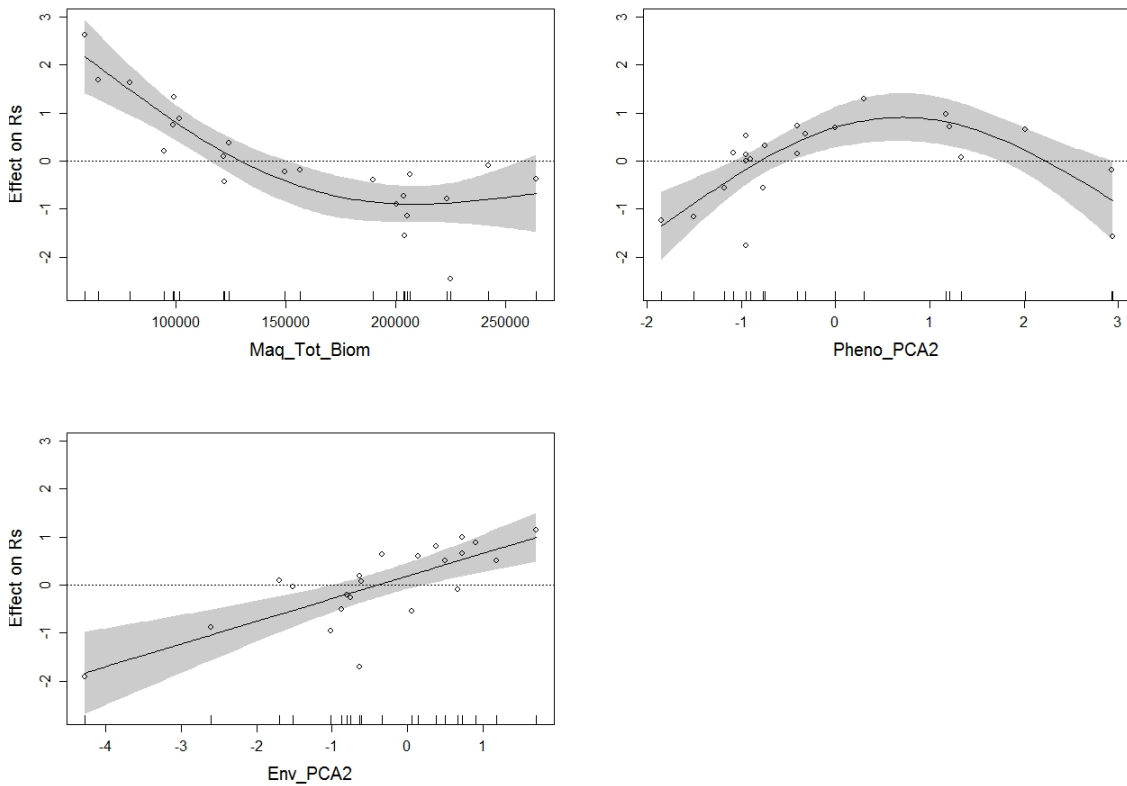 3
2
1
0
-1
-2
Effect on Rs
100000 150000 200000 250000
Maq_Tot_Biom
3
2
1
0
-1
-2
-2 -1 0 1 2 3
Pheno_PCA2
3
2
1
0
-1
-2
Effect on Rs
-4 -3 -2 -1 0 1
Env_PCA2